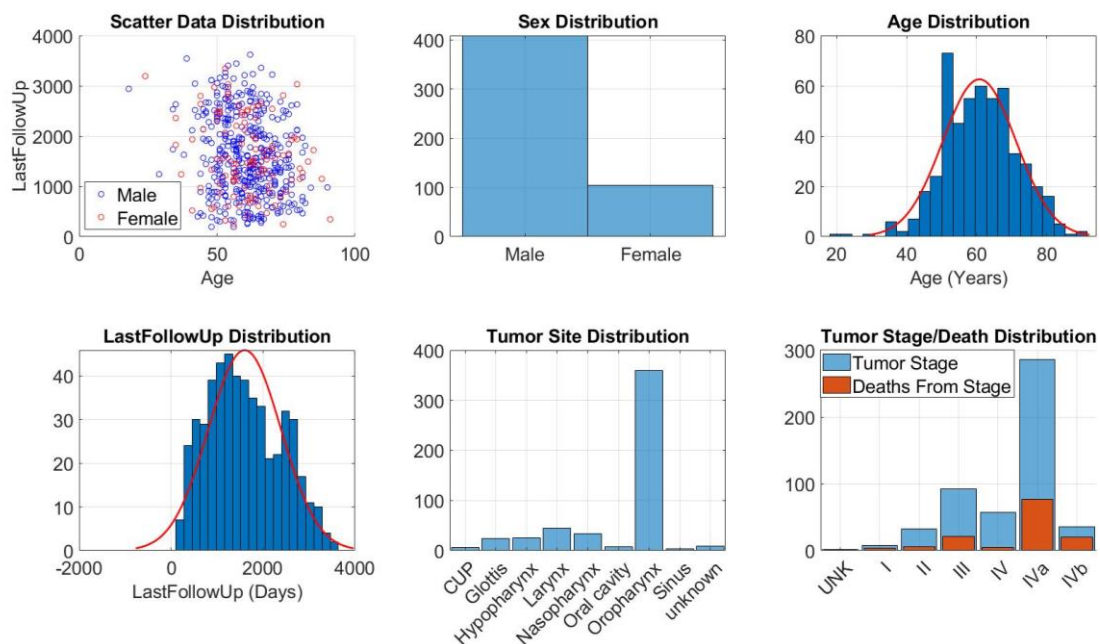 Scatter Data Distribution
4000
3000
2000
1000
0
LastFollowUp
Male
Female
0 50 100
Age
Sex Distribution
400
300
200
100
0
Male Female
Age Distribution
80
60
40
20
0
20 40 60 80
Age (Years)
LastFollowUp Distribution
40
30
20
10
0
-2000 0 2000 4000
LastFollowUp (Days)
Tumor Site Distribution
400
300
200
100
0
CUP
Glottis
Hypopharynx
Larynx
Nasopharynx
Oral cavity
Oropharynx
Sinus
unknown
Tumor Stage/Death Distribution
300
200
100
0
Tumor Stage
Deaths From Stage
UNK
I
II
III
IV
IVa
IVb